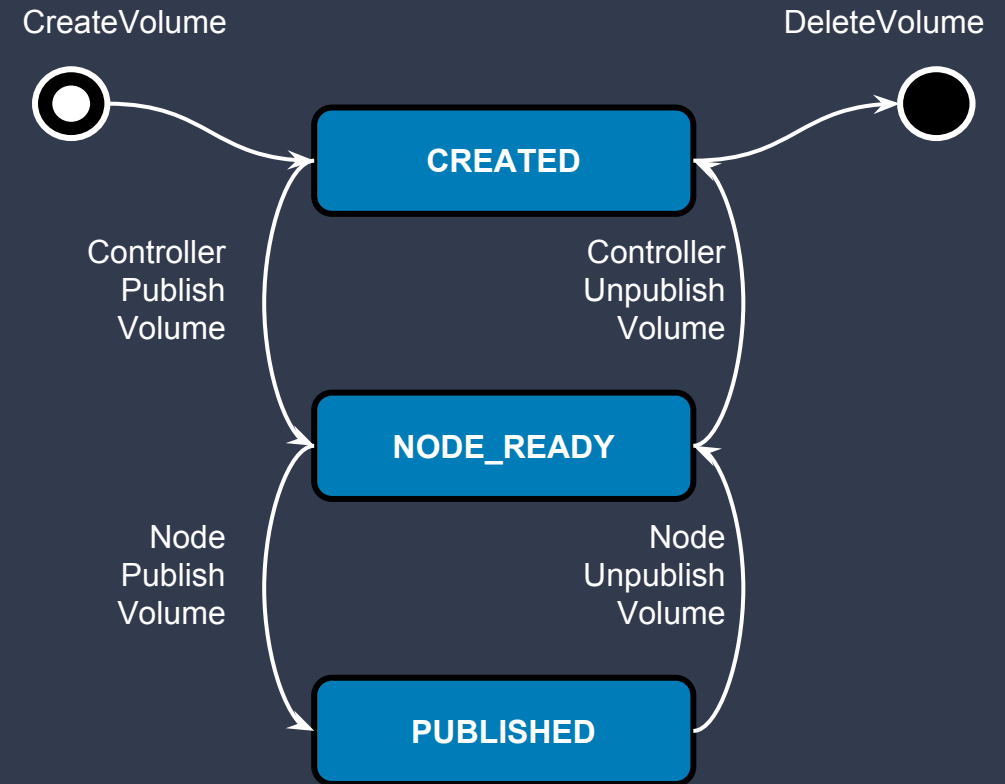 CreateVolume
DeleteVolume
CREATED
Controller
Publish
Volume
Controller
Unpublish
Volume
NODE_READY
Node
Publish
Volume
Node
Unpublish
Volume
PUBLISHED